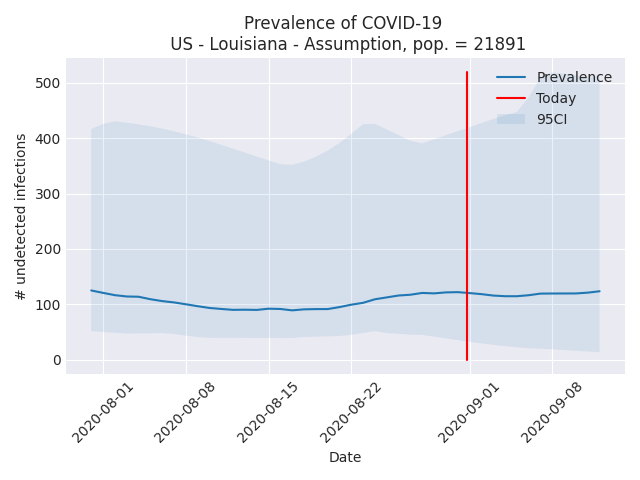 Prevalence of COVID-19
US - Louisiana - Assumption, pop. = 21891
Prevalence
Today
95CI
# undetected infections
500
400
300
200
100
0
2020-08-01
2020-08-08
2020-08-15
2020-08-22
2020-09-01
2020-09-08
Date